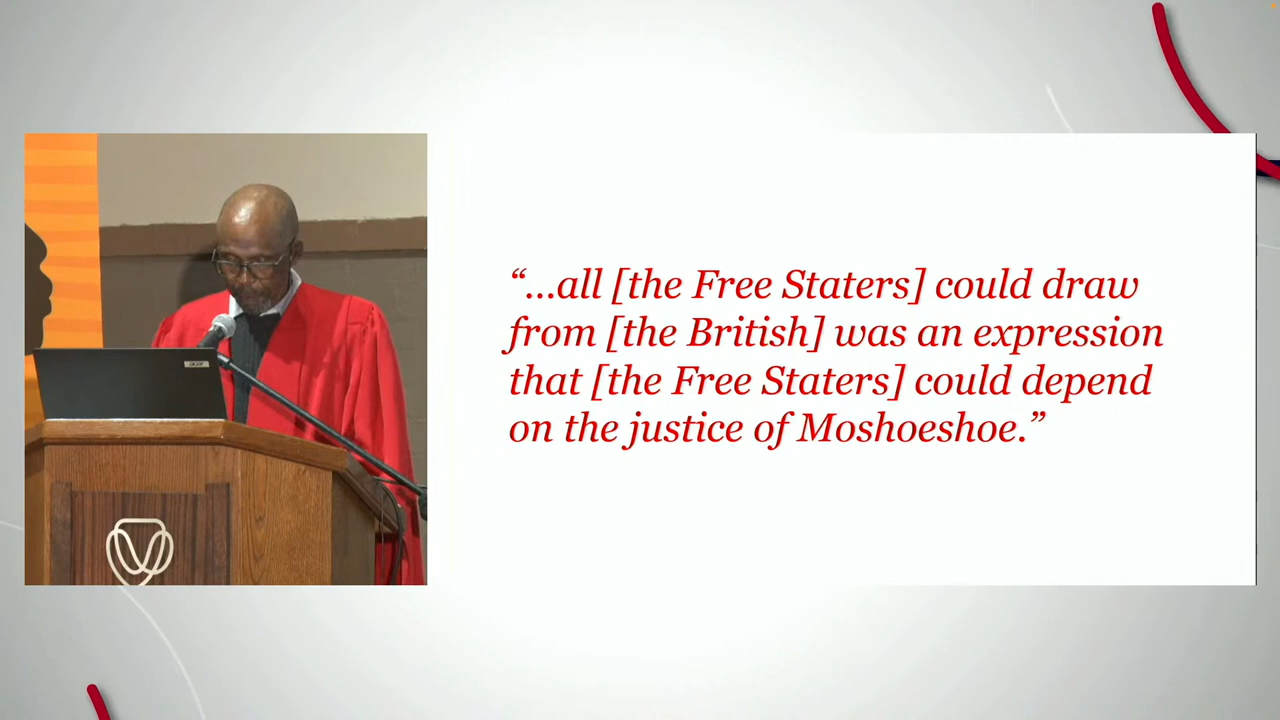 “...all [the Free Staters] could draw
from [the British] was an expression
that [the Free Staters] could depend
on the justice of Moshoeshoe.”
acer